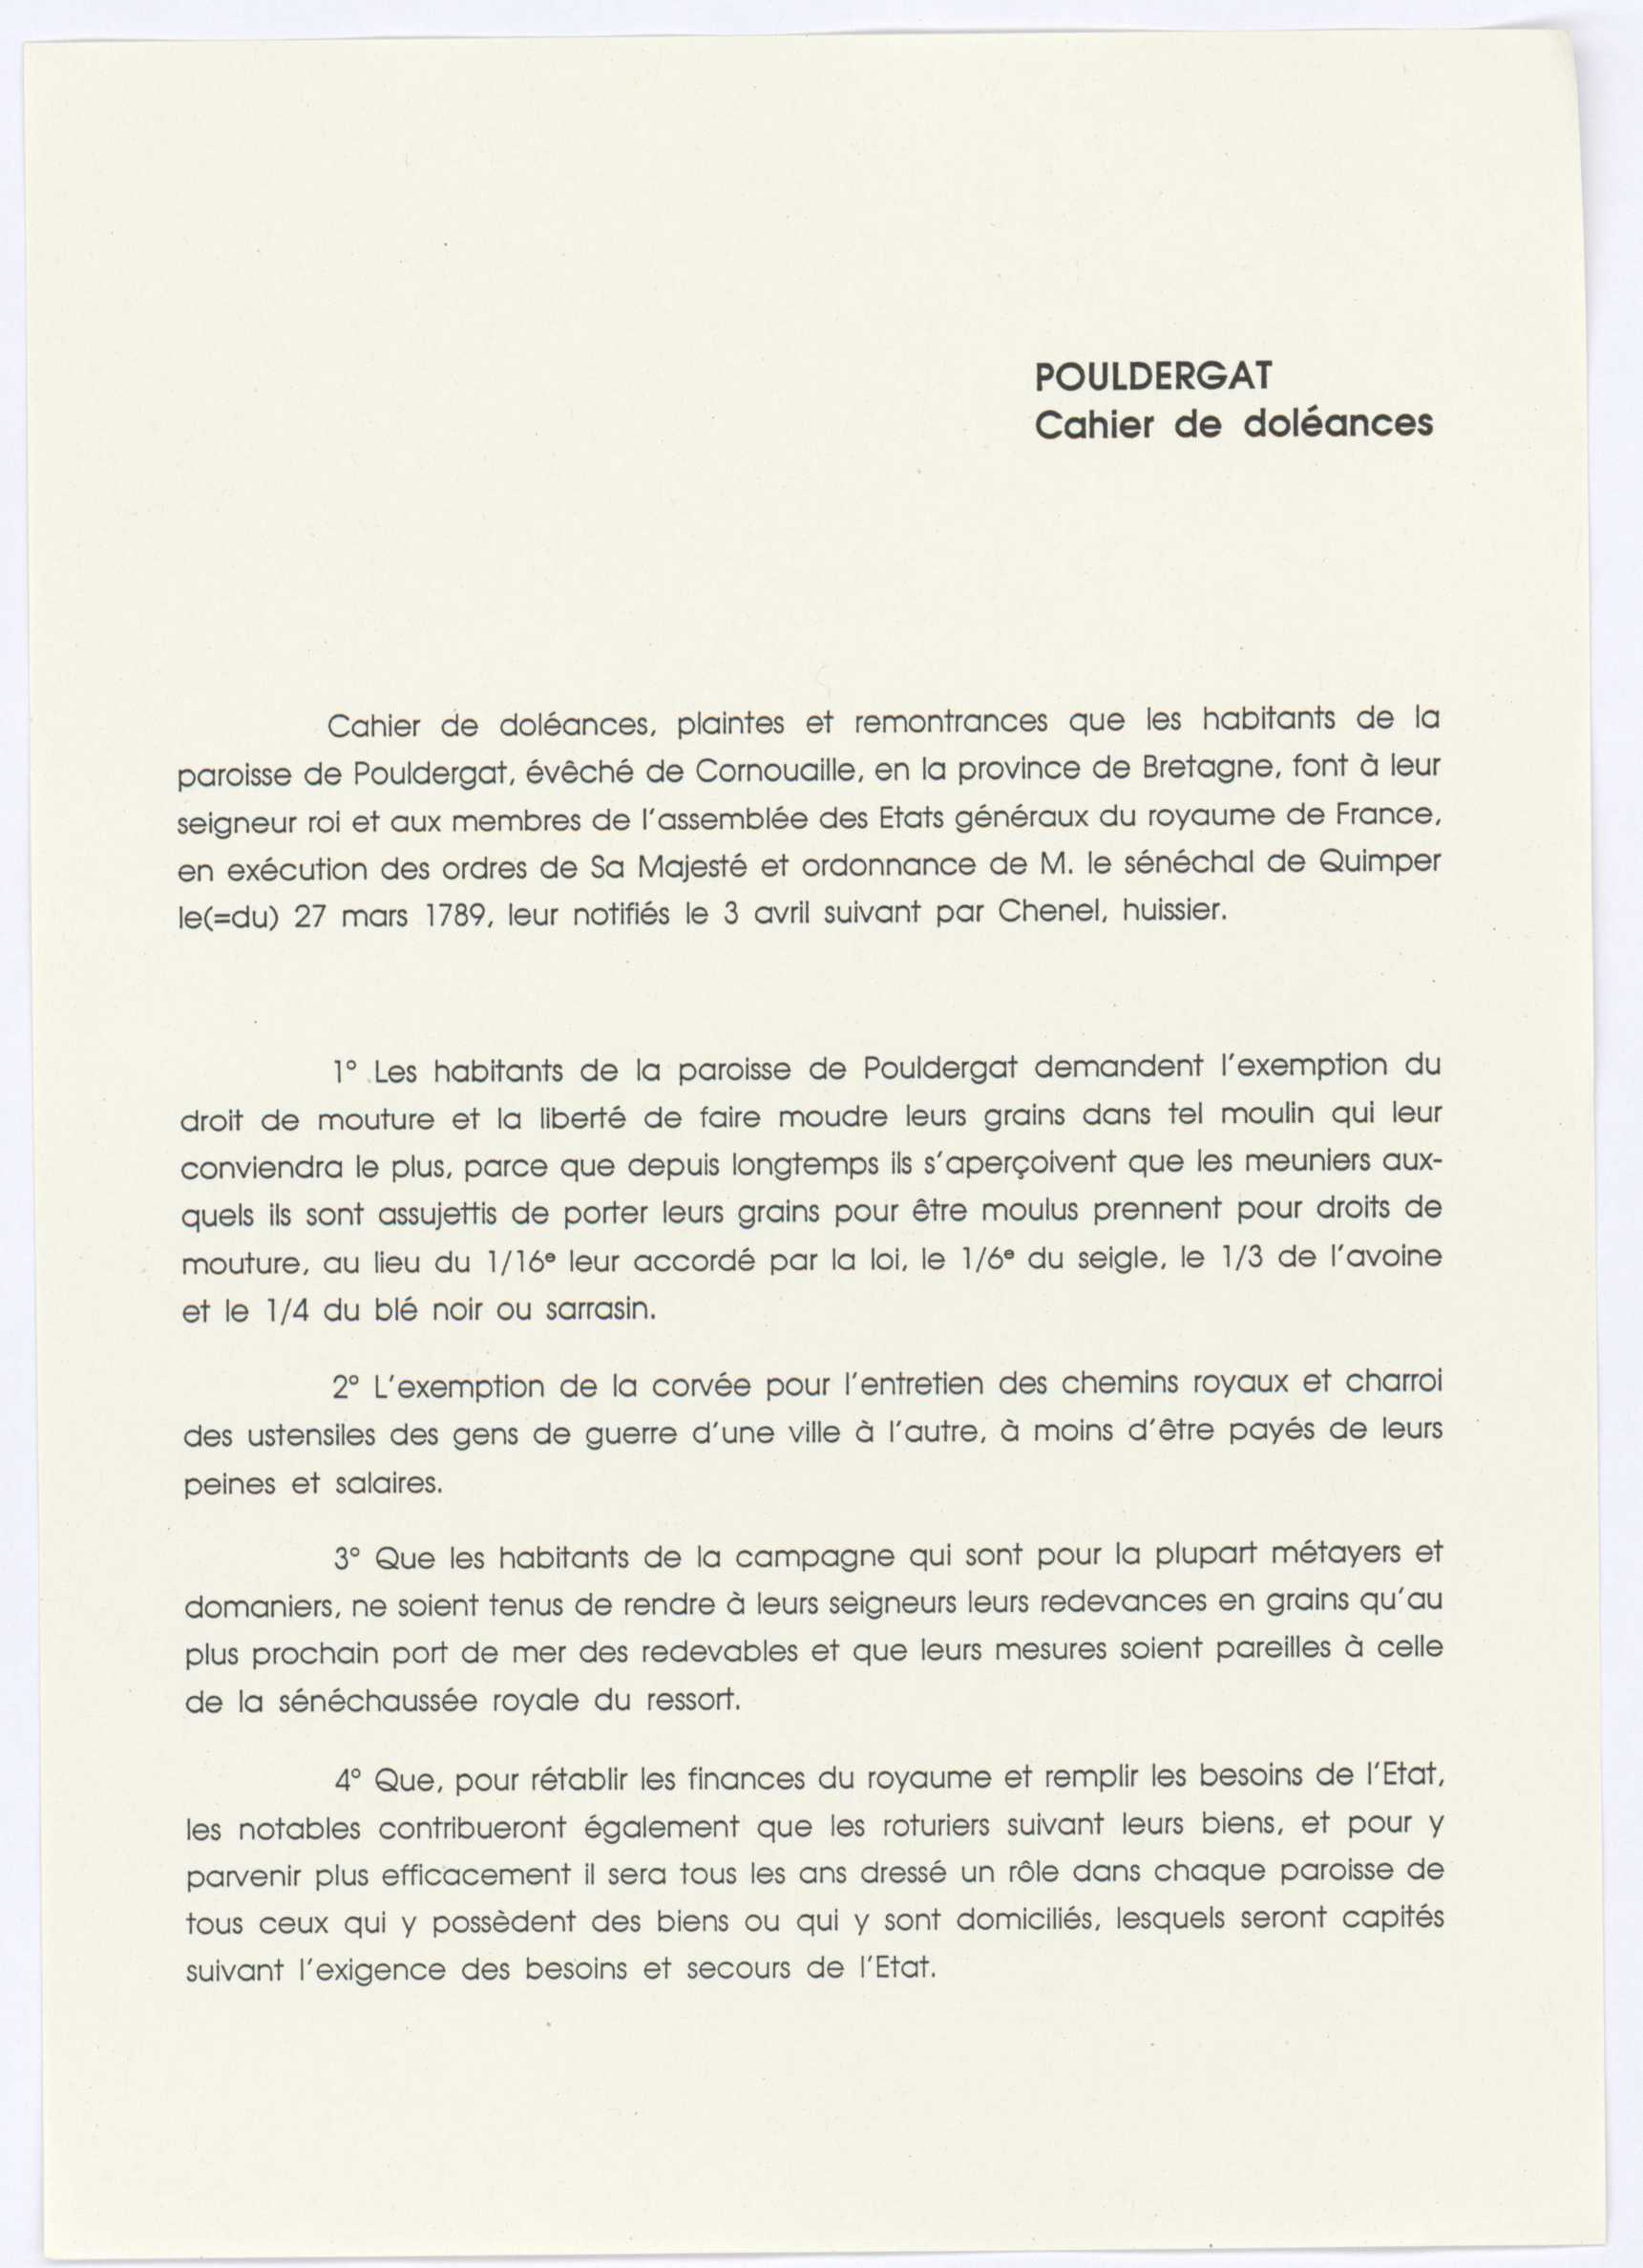 POULDERGAT
Cahier de doléances
Cahier de doléances, plaintes et remontrances que les habitants de la
paroisse de Pouldergat, évêché de Cornouaille, en la province de Bretagne, font à leur
seigneur roi et aux membres de l'assemblée des Etats généraux du royaume de France,
en exécution des ordres de Sa Majesté et ordonnance de M. le sénéchal de Quimper
le(=du) 27 mars 1789, leur notifiés le 3 avril suivant par Chenel, huissier.
1° Les habitants de la paroisse de Pouldergat demandent l'exemption du
droit de mouture et la liberté de faire moudre leurs grains dans tel moulin qui leur
conviendra le plus, parce que depuis longtemps ils s'aperçoivent que les meuniers aux-
quels ils sont assujettis de porter leurs grains pour être moulus prennent pour droits de
mouture, au lieu du 1/16e leur accordé par la loi, le 1/6e du seigle, le 1/3 de l'avoine
et le 1/4 du blé noir ou sarrasin.
2° L'exemption de la corvée pour l'entretien des chemins royaux et charroi
des ustensiles des gens de guerre d'une ville à l'autre, à moins d'être payés de leurs
peines et salaires.
3° Que les habitants de la campagne qui sont pour la plupart métayers et
domaniers, ne soient tenus de rendre à leurs seigneurs leurs redevances en grains qu'au
plus prochain port de mer des redevables et que leurs mesures soient pareilles à celle
de la sénéchaussée royale du ressort.
4° Que, pour rétablir les finances du royaume et remplir les besoins de l'Etat,
les notables contribueront également que les roturiers suivant leurs biens, et pour y
parvenir plus efficacement il sera tous les ans dressé un rôle dans chaque paroisse de
tous ceux qui y possèdent des biens ou qui y sont domiciliés, lesquels seront capités
suivant l'exigence des besoins et secours de l'Etat.